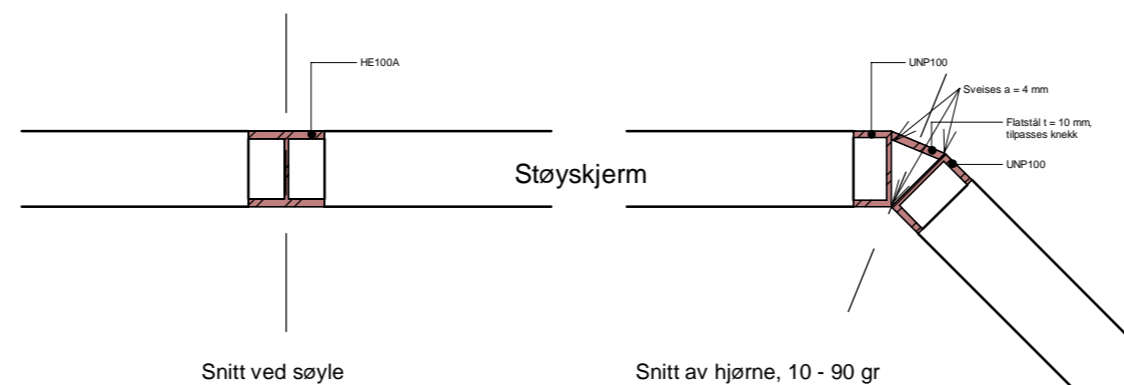 HE100A
UNP100
Sveises a = 4 mm
Flatstål t = 10 mm,
tilpasses knekk
UNP100
Støyskjerm
Snitt ved søyle
Snitt av hjørne, 10 - 90 gr